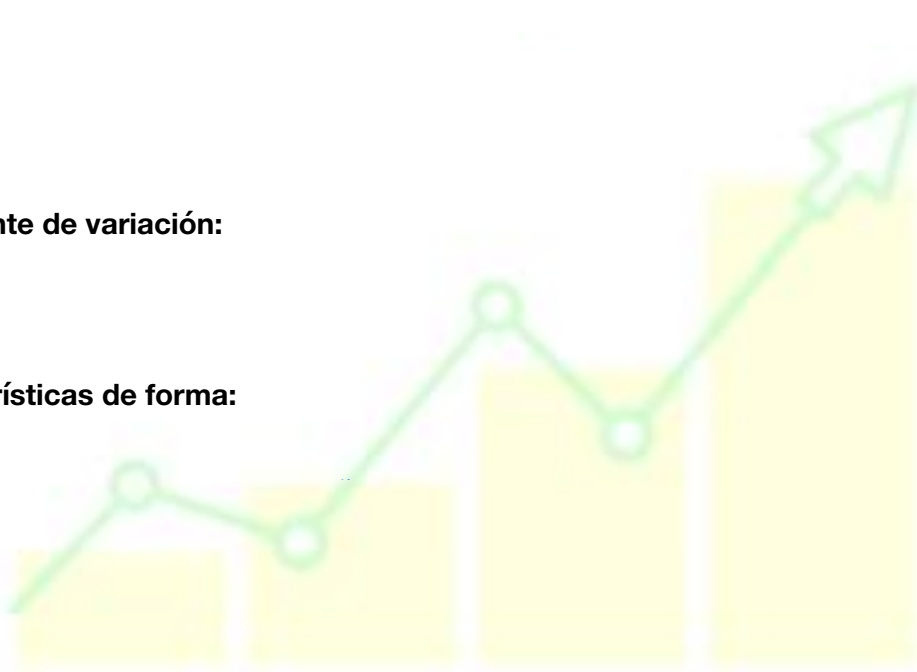 nte de variación:
rísticas de forma: